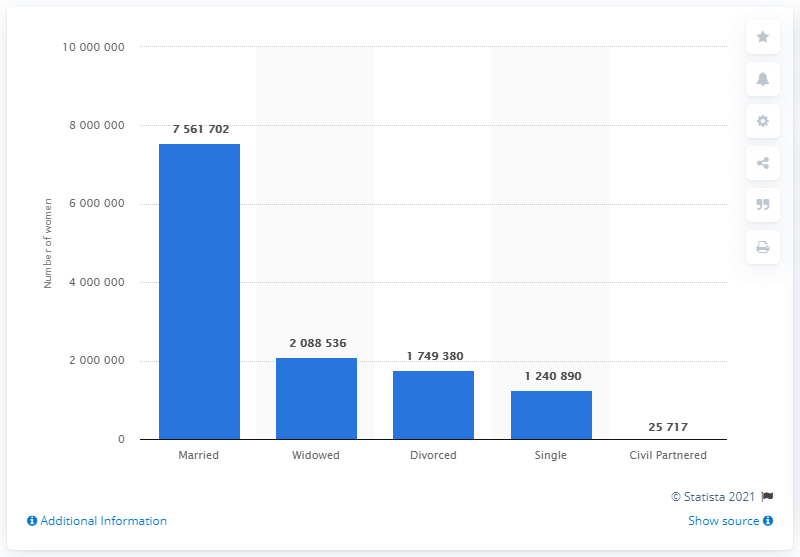 10 000 000
8 000 000
6 000 000
4 000 000
2 000 000
0
Number of women
7 561 702
2 088 536
1 749 380
1 240 890
25 717
Married Widowed Divorced Single Civil Partnered
© Statista 2021
Additional Information Show source